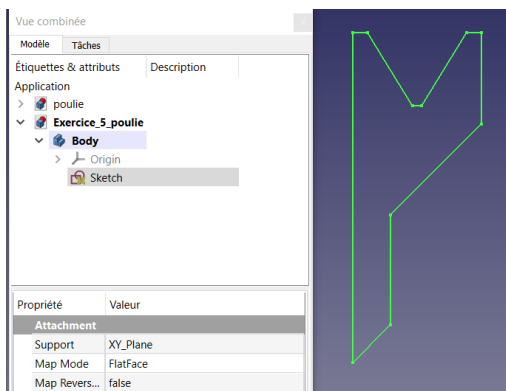 Vue combinée
Modèle Tâches
Étiquettes & attributs Description
Application
poulie
Exercice_5_poulie
Body
Origin
Sketch
Propriété Valeur
Attachment
Support XY_Plane
Map Mode FlatFace
Map Revers... false